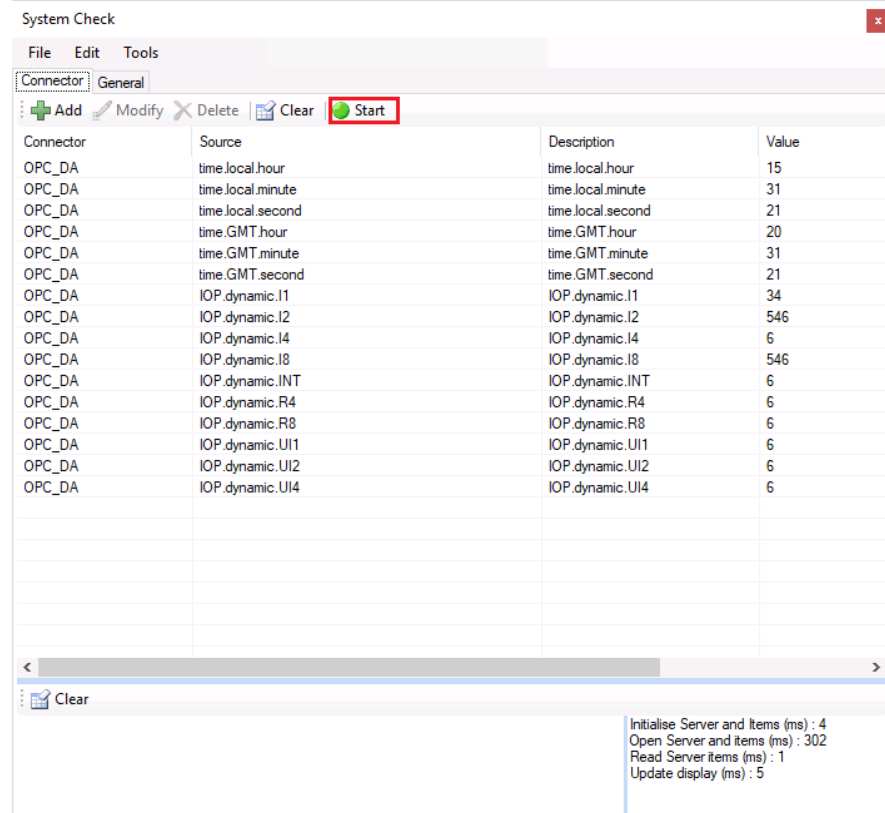 System Check x
File Edit Tools
Connector General
Add Modify Delete Clear Start
Connector Source Description Value
OPC_DA time.local.hour time.local.hour 15
OPC_DA time.local.minute time.local.minute 31
OPC_DA time.local.second time.local.second 21
OPC_DA time.GMT.hour time.GMT.hour 20
OPC_DA time.GMT.minute time.GMT.minute 31
OPC_DA time.GMT.second time.GMT.second 21
OPC_DA IOP.dynamic.I1 IOP.dynamic.I1 34
OPC_DA IOP.dynamic.I2 IOP.dynamic.I2 546
OPC_DA IOP.dynamic.I4 IOP.dynamic.I4 6
OPC_DA IOP.dynamic.I8 IOP.dynamic.I8 546
OPC_DA IOP.dynamic.INT IOP.dynamic.INT 6
OPC_DA IOP.dynamic.R4 IOP.dynamic.R4 6
OPC_DA IOP.dynamic.R8 IOP.dynamic.R8 6
OPC_DA IOP.dynamic.UI1 IOP.dynamic.UI1 6
OPC_DA IOP.dynamic.UI2 IOP.dynamic.UI2 6
OPC_DA IOP.dynamic.UI4 IOP.dynamic.UI4 6
Clear
Initialise Server and Items (ms) : 4
Open Server and items (ms) : 302
Read Server items (ms) : 1
Update display (ms) : 5